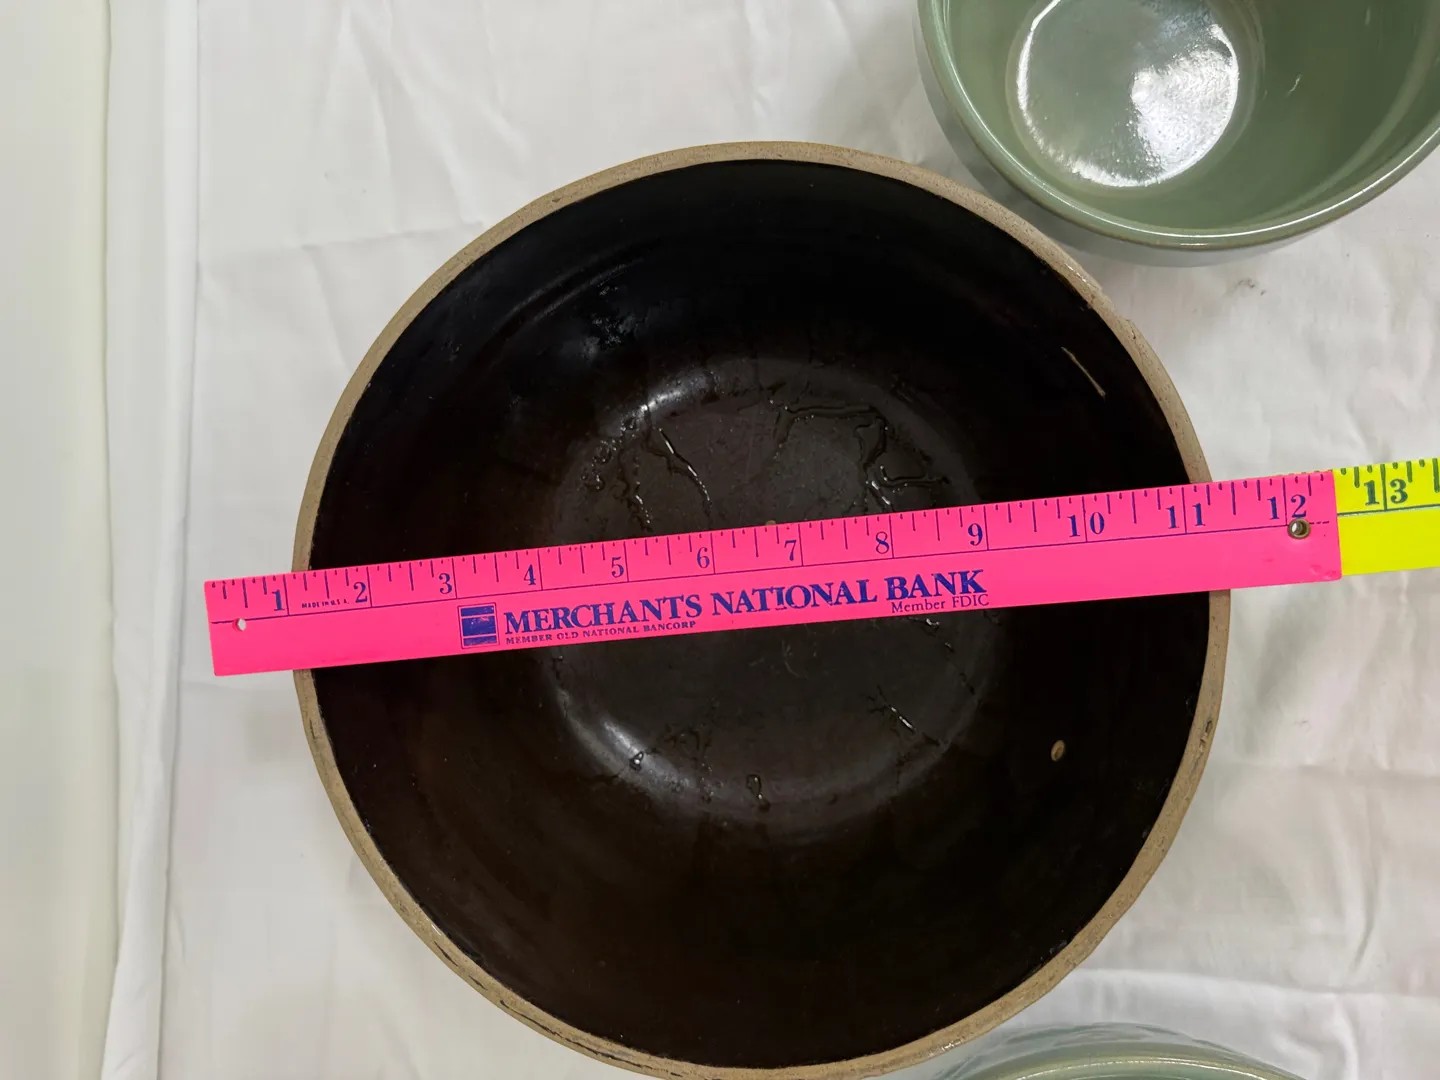 1 2 3 4 5 6 7 8 9 10 11 12 13
MADE IN U.S.A.
MERCHANTS NATIONAL BANK
MEMBER OLD NATIONAL BANCORP
Member FDIC